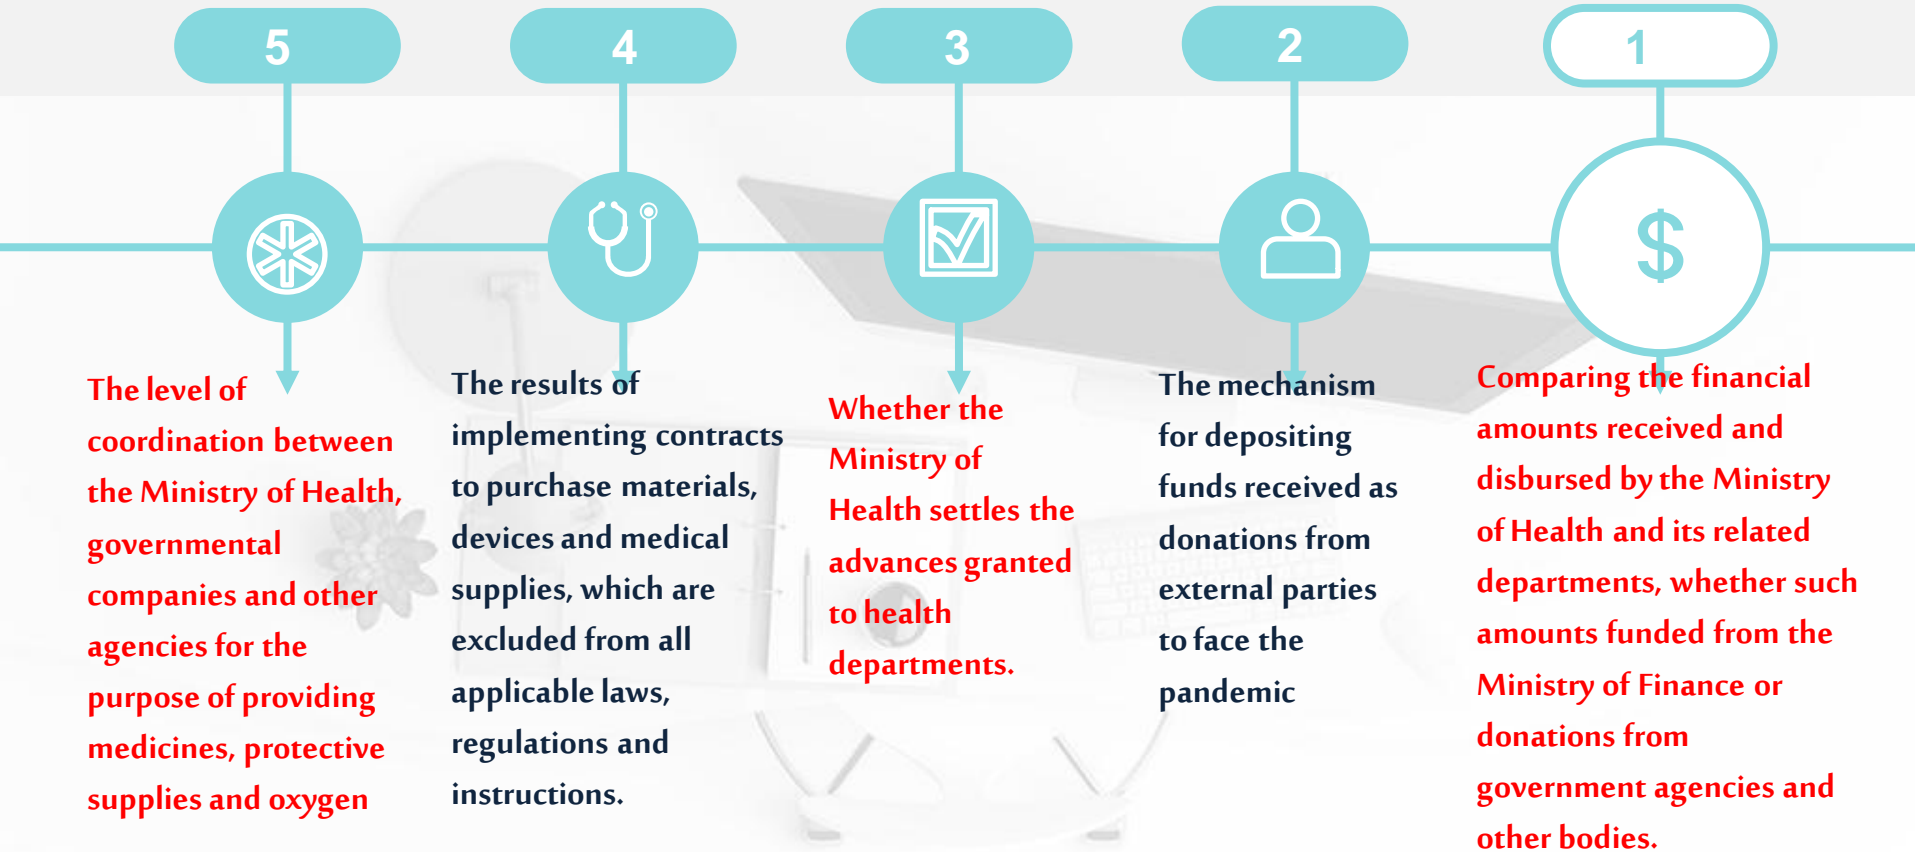 1
Comparing the financial
amounts received and
disbursed by the Ministry
of Health and its related
departments, whether such
amounts funded from the
Ministry of Finance or
donations from
government agencies and
other bodies.
2
The mechanism
for depositing
funds received as
donations from
external parties
to face the
pandemic
3
Whether the
Ministry of
Health settles the
advances granted
to health
departments.
4
The results of
implementing contracts
to purchase materials,
devices and medical
supplies, which are
excluded from all
applicable laws,
regulations and
instructions.
5
The level of
coordination between
the Ministry of Health,
governmental
companies and other
agencies for the
purpose of providing
medicines, protective
supplies and oxygen